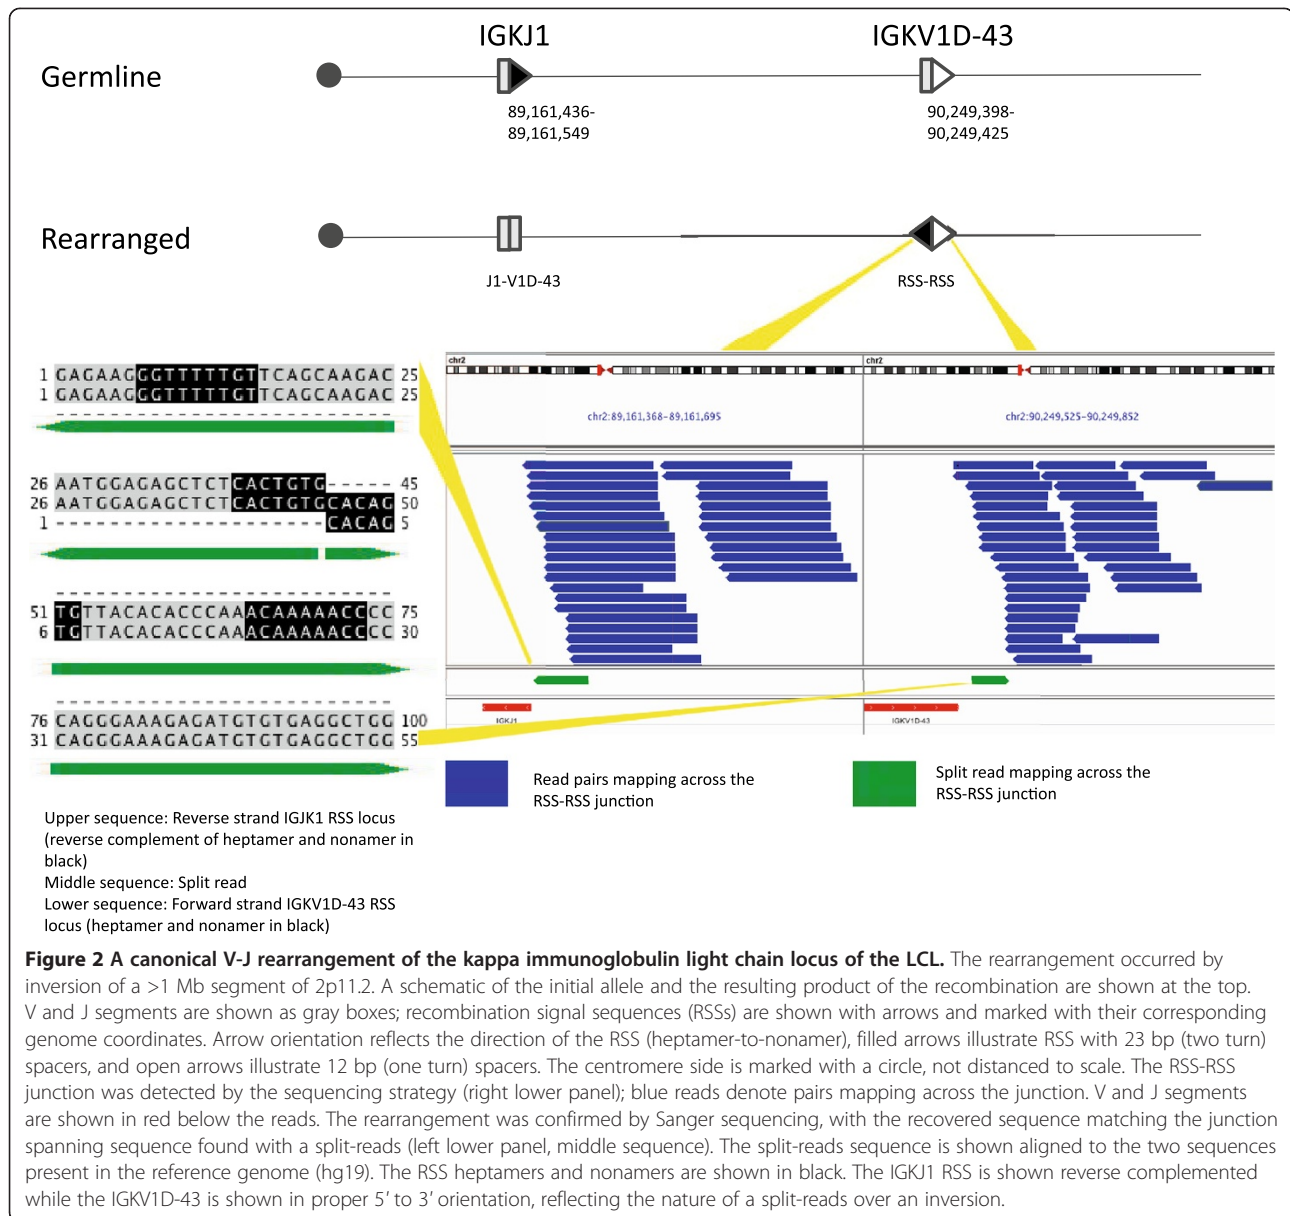 IGKJ1
IGKV1D-43
Germline
89,161,436-
89,161,549
90,249,398-
90,249,425
Rearranged
J1-V1D-43
RSS-RSS
1 GAGAAGGGTTTTTGTTCAGCAAGAC 25
1 GAGAAGGGTTTTTGTTCAGCAAGAC 25
- - - - - - - - - - - - - - - - - - - - - - - - -
26 AATGGAGAGCTCTCACTGTG----- 45
26 AATGGAGAGCTCTCACTGTGCACAG 50
1 --------------------CACAG 5
- - - - - - - - - - - - - - - - - - - - - - - - -
51 TGTTACACACCCAAACAAAAACCCC 75
6 TGTTACACACCCAAACAAAAACCCC 30
- - - - - - - - - - - - - - - - - - - - - - - - -
76 CAGGGAAAGAGATGTGTGAGGCTGG 100
31 CAGGGAAAGAGATGTGTGAGGCTGG 55
chr2
chr2
chr2:89,161,368-89,161,695
chr2:90,249,525-90,249,852
IGKJ1
IGKV1D-43
Read pairs mapping across the
RSS-RSS junction
Split read mapping across the
RSS-RSS junction
Upper sequence: Reverse strand IGJK1 RSS locus
(reverse complement of heptamer and nonamer in
black)
Middle sequence: Split read
Lower sequence: Forward strand IGKV1D-43 RSS
locus (heptamer and nonamer in black)
Figure 2 A canonical V-J rearrangement of the kappa immunoglobulin light chain locus of the LCL. The rearrangement occurred by
inversion of a >1 Mb segment of 2p11.2. A schematic of the initial allele and the resulting product of the recombination are shown at the top.
V and J segments are shown as gray boxes; recombination signal sequences (RSSs) are shown with arrows and marked with their corresponding
genome coordinates. Arrow orientation reflects the direction of the RSS (heptamer-to-nonamer), filled arrows illustrate RSS with 23 bp (two turn)
spacers, and open arrows illustrate 12 bp (one turn) spacers. The centromere side is marked with a circle, not distanced to scale. The RSS-RSS
junction was detected by the sequencing strategy (right lower panel); blue reads denote pairs mapping across the junction. V and J segments
are shown in red below the reads. The rearrangement was confirmed by Sanger sequencing, with the recovered sequence matching the junction
spanning sequence found with a split-reads (left lower panel, middle sequence). The split-reads sequence is shown aligned to the two sequences
present in the reference genome (hg19). The RSS heptamers and nonamers are shown in black. The IGKJ1 RSS is shown reverse complemented
while the IGKV1D-43 is shown in proper 5′ to 3′ orientation, reflecting the nature of a split-reads over an inversion.